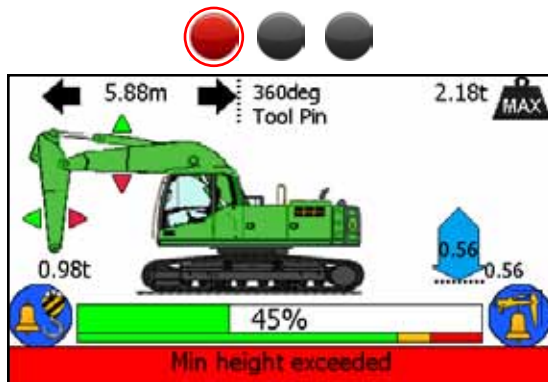 5.88m
360deg
Tool Pin
2.18t
MAX
0.98t
0.56
0.56
45%
Min height exceeded